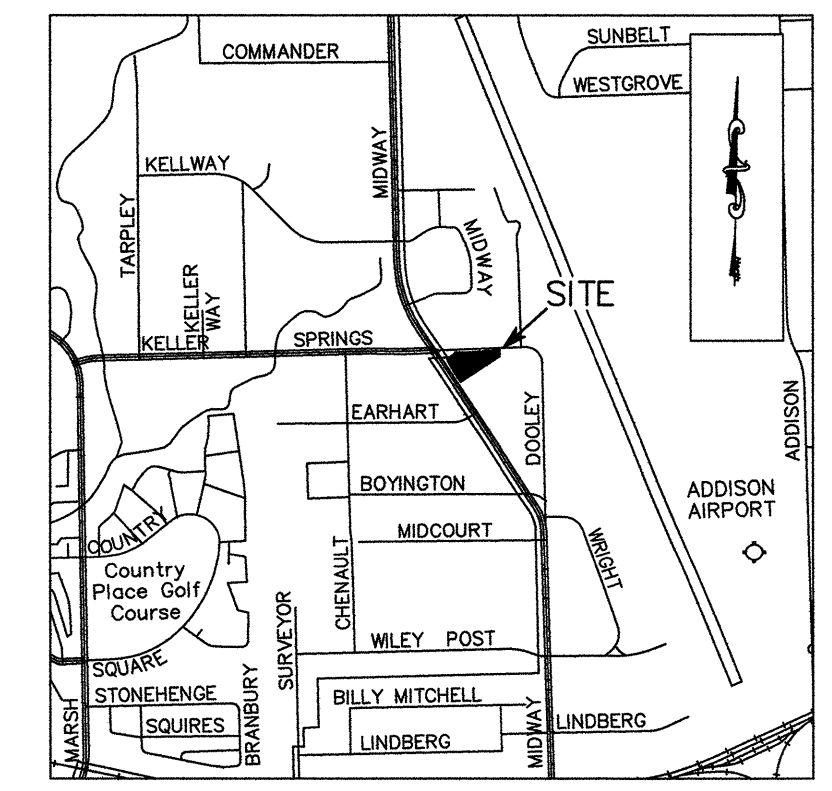 SUNBELT
COMMANDER
WESTGROVE
MIDWAY
KELLWAY
TARPLEY
MIDWAY
KELLER
WAY
SITE
KELLER
SPRINGS
EARHART
DOOLEY
ADDISON
BOYINGTON
ADDISON
AIRPORT
COUNTRY
MIDCOURT
WRIGHT
CHENAULT
Country
Place Golf
Course
SURVEYOR
WILEY POST
SQUARE
STONEHENGE
BRANBURY
BILLY MITCHELL
MARSH
SQUIRES
LINDBERG
MIDWAY
LINDBERG